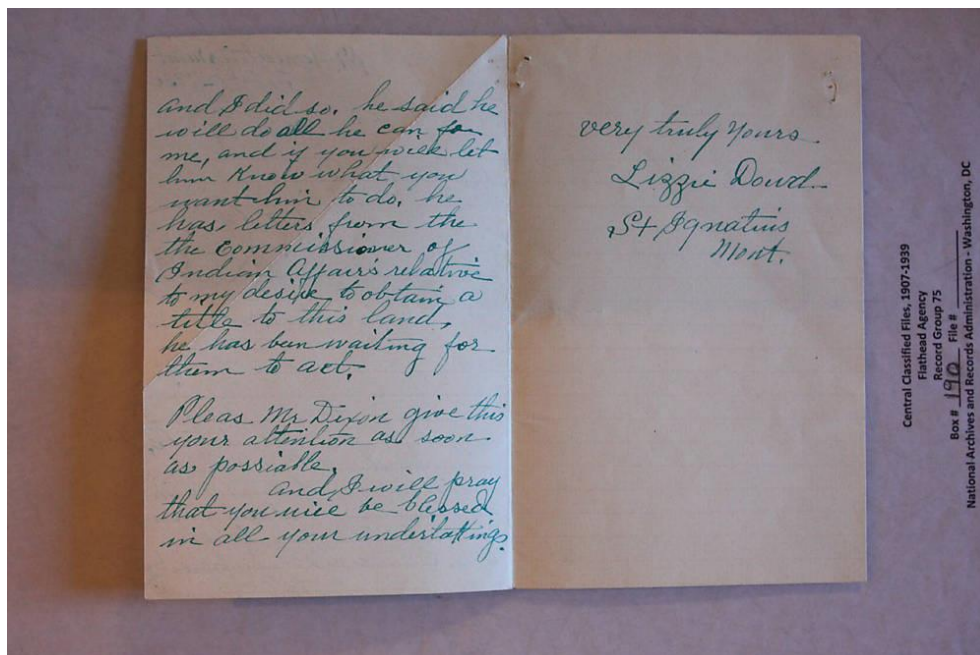 and I did so. he said he
will do all he can for
me, and if you will let
him know what you
want him to do. he
has letters from the
the Commissioner of
Indian Affair's relative
to my desire to obtain a
title to this land,
he has been waiting for
them to act.
Pleas Mr Dixon give this
your attention as soon
as possiable.
and I will pray
that you will be blessed
in all your undertakings.
very truly yours
Lizzie Dowd
St Ignatius
Mont.
Central Classified Files, 1907-1939
Flathead Agency
Record Group 75
Box # 190 File #
National Archives and Records Administration - Washington, DC